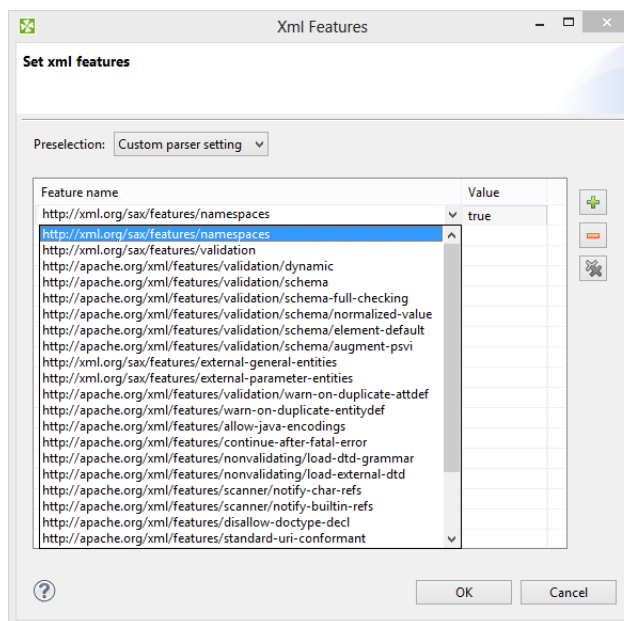 Xml Features
Set xml features
Preselection: Custom parser setting
Feature name Value
http://xml.org/sax/features/namespaces true
http://xml.org/sax/features/namespaces
http://xml.org/sax/features/validation
http://apache.org/xml/features/validation/dynamic
http://apache.org/xml/features/validation/schema
http://apache.org/xml/features/validation/schema-full-checking
http://apache.org/xml/features/validation/schema/normalized-value
http://apache.org/xml/features/validation/schema/element-default
http://apache.org/xml/features/validation/schema/augment-psvi
http://xml.org/sax/features/external-general-entities
http://xml.org/sax/features/external-parameter-entities
http://apache.org/xml/features/validation/warn-on-duplicate-attdef
http://apache.org/xml/features/warn-on-duplicate-entitydef
http://apache.org/xml/features/allow-java-encodings
http://apache.org/xml/features/continue-after-fatal-error
http://apache.org/xml/features/nonvalidating/load-dtd-grammar
http://apache.org/xml/features/nonvalidating/load-external-dtd
http://apache.org/xml/features/scanner/notify-char-refs
http://apache.org/xml/features/scanner/notify-builtin-refs
http://apache.org/xml/features/disallow-doctype-decl
http://apache.org/xml/features/standard-uri-conformant
? OK Cancel